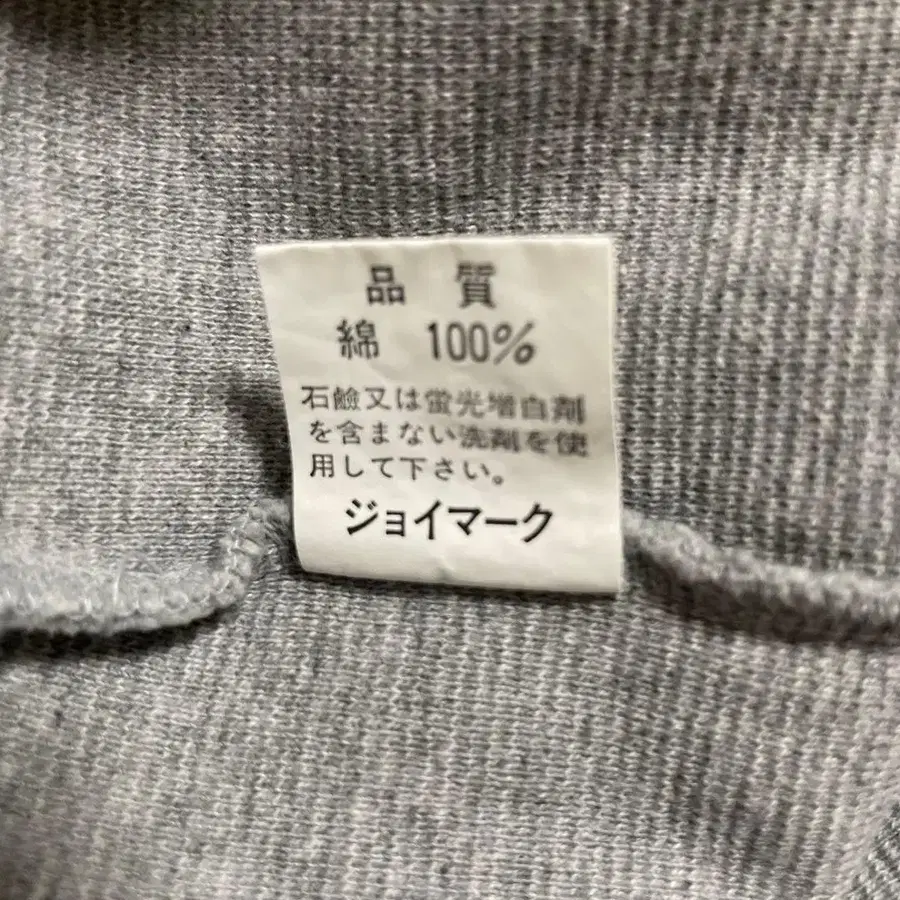 品 質
綿 100%
石鹸又は蛍光増白剤
を含まない洗剤を使
用して下さい。
ジョイマーク